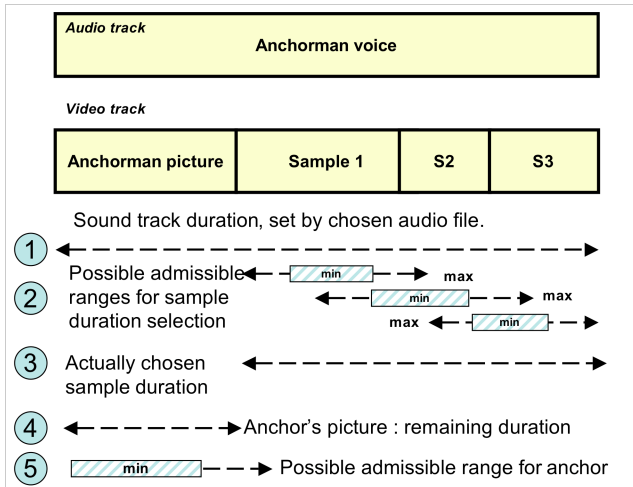 Audio track
Anchorman voice
Video track
Anchorman picture
Sample 1
S2
S3
Sound track duration, set by chosen audio file.
1
Possible admissible
ranges for sample
duration selection
2
min
max
min
max
max
min
3
Actually chosen
sample duration
4
Anchor's picture : remaining duration
5
min
Possible admissible range for anchor